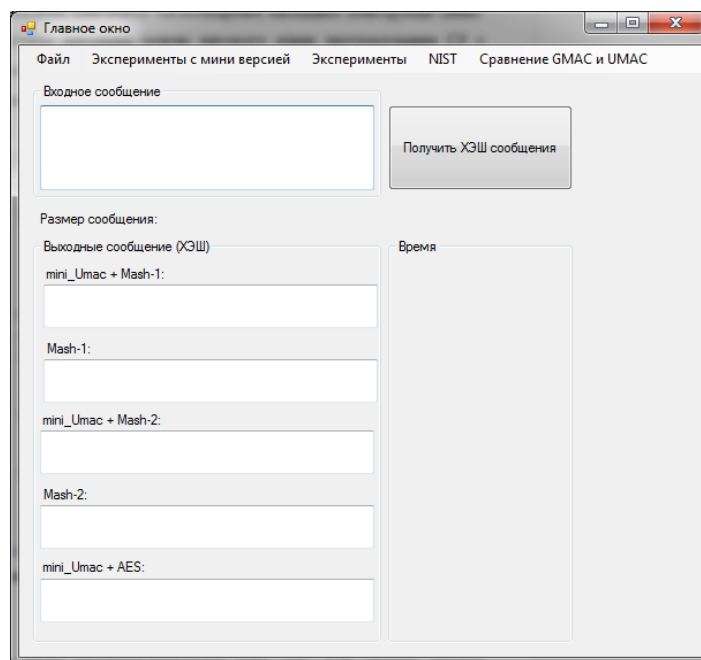 Главное окно
Файл Эксперименты с мини версией Эксперименты NIST Сравнение GMAC и UMAC
Входное сообщение
Получить ХЭШ сообщения
Размер сообщения:
Выходные сообщение (ХЭШ)
Время
mini_Umac + Mash-1:
Mash-1:
mini_Umac + Mash-2:
Mash-2:
mini_Umac + AES: